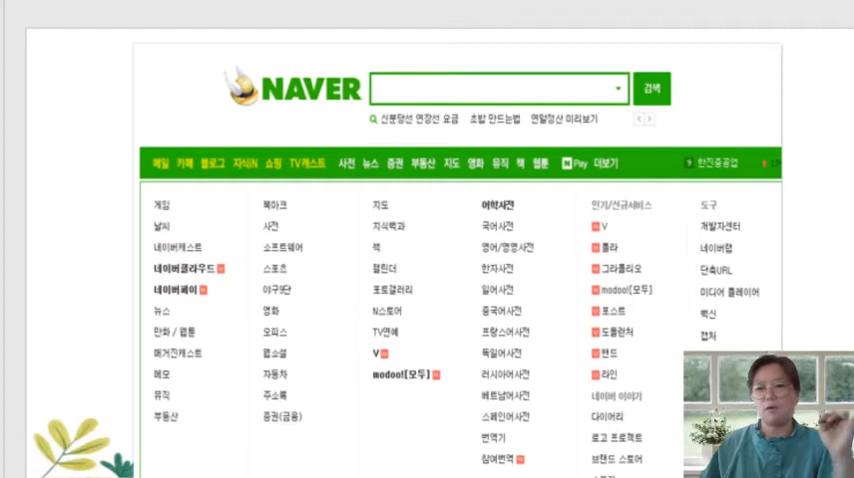 NAVER
검색
신분당선 연장선 요금 초밥 만드는법 연말정산 미리보기
메일 카페 블로그 지식iN 쇼핑 TV캐스트 사전 뉴스 증권 부동산 지도 영화 뮤직 책 웹툰 N Pay 더보기 9 한진중공업
게임 북마크 지도 어학사전 인기/신규서비스 도구
날씨 사전 지식백과 국어사전 V 개발자센터
네이버캐스트 소프트웨어 책 영어/영영사전 폴라 네이버랩
네이버클라우드 스포츠 캘린더 한자사전 그라폴리오 단축URL
네이버페이 야구9단 포토갤러리 일어사전 modoo![모두] 미디어 플레이어
뉴스 영화 N스토어 중국어사전 포스트 백신
만화 / 웹툰 오피스 TV연예 프랑스어사전 도톨런처 캡처
매거진캐스트 웹소설 V 독일어사전 밴드
메모 자동차 modoo![모두] 러시아어사전 라인
뮤직 주소록 베트남어사전 네이버 이야기
부동산 증권(금융) 스페인어사전 다이어리
번역기 로고 프로젝트
참여번역 브랜드 스토어